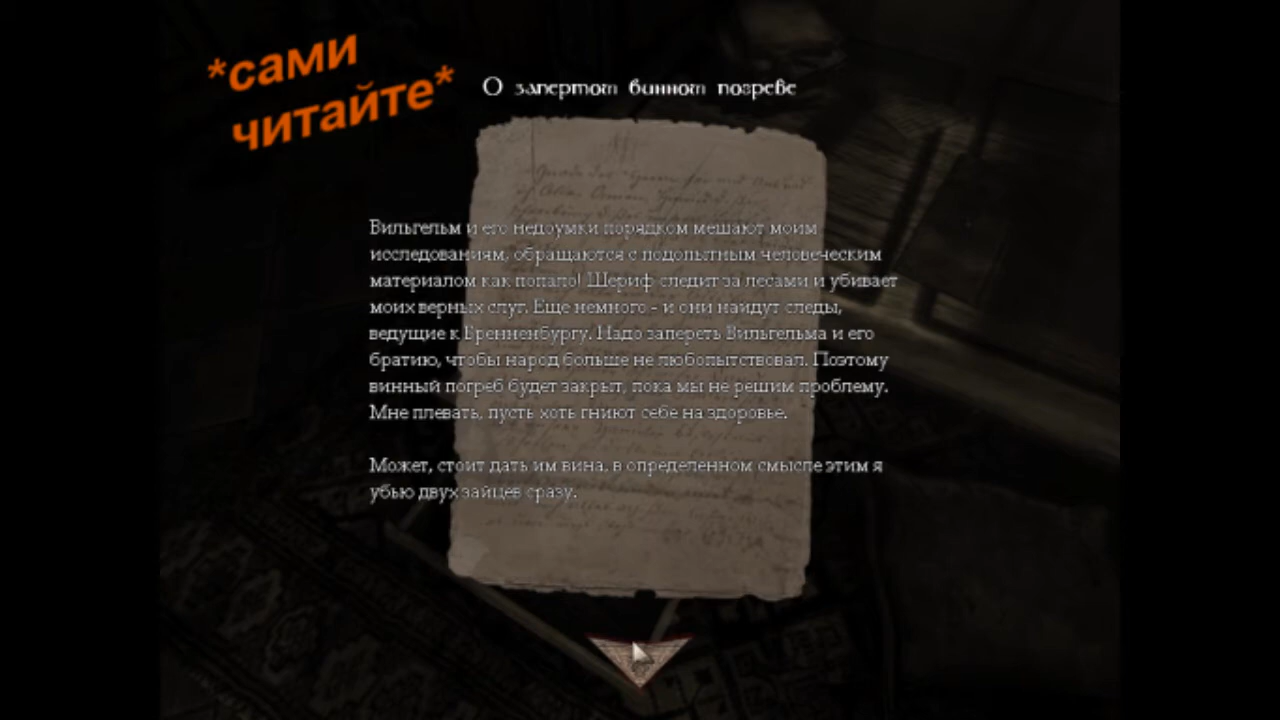 *сами
читайте*
О запертом винном погребе
Вильгельм и его недоумки порядком мешают моим
исследованиям, обращаются с подопытным человеческим
материалом как попало! Шериф следит за лесами и убивает
моих верных слуг. Еще немного - и они найдут следы,
ведущие к Бренненбургу. Надо запереть Вильгельма и его
братию, чтобы народ больше не любопытствовал. Поэтому
винный погреб будет закрыт, пока мы не решим проблему.
Мне плевать, пусть хоть гниют себе на здоровье.
Может, стоит дать им вина. в определенном смысле этим я
убью двух зайцев сразу.